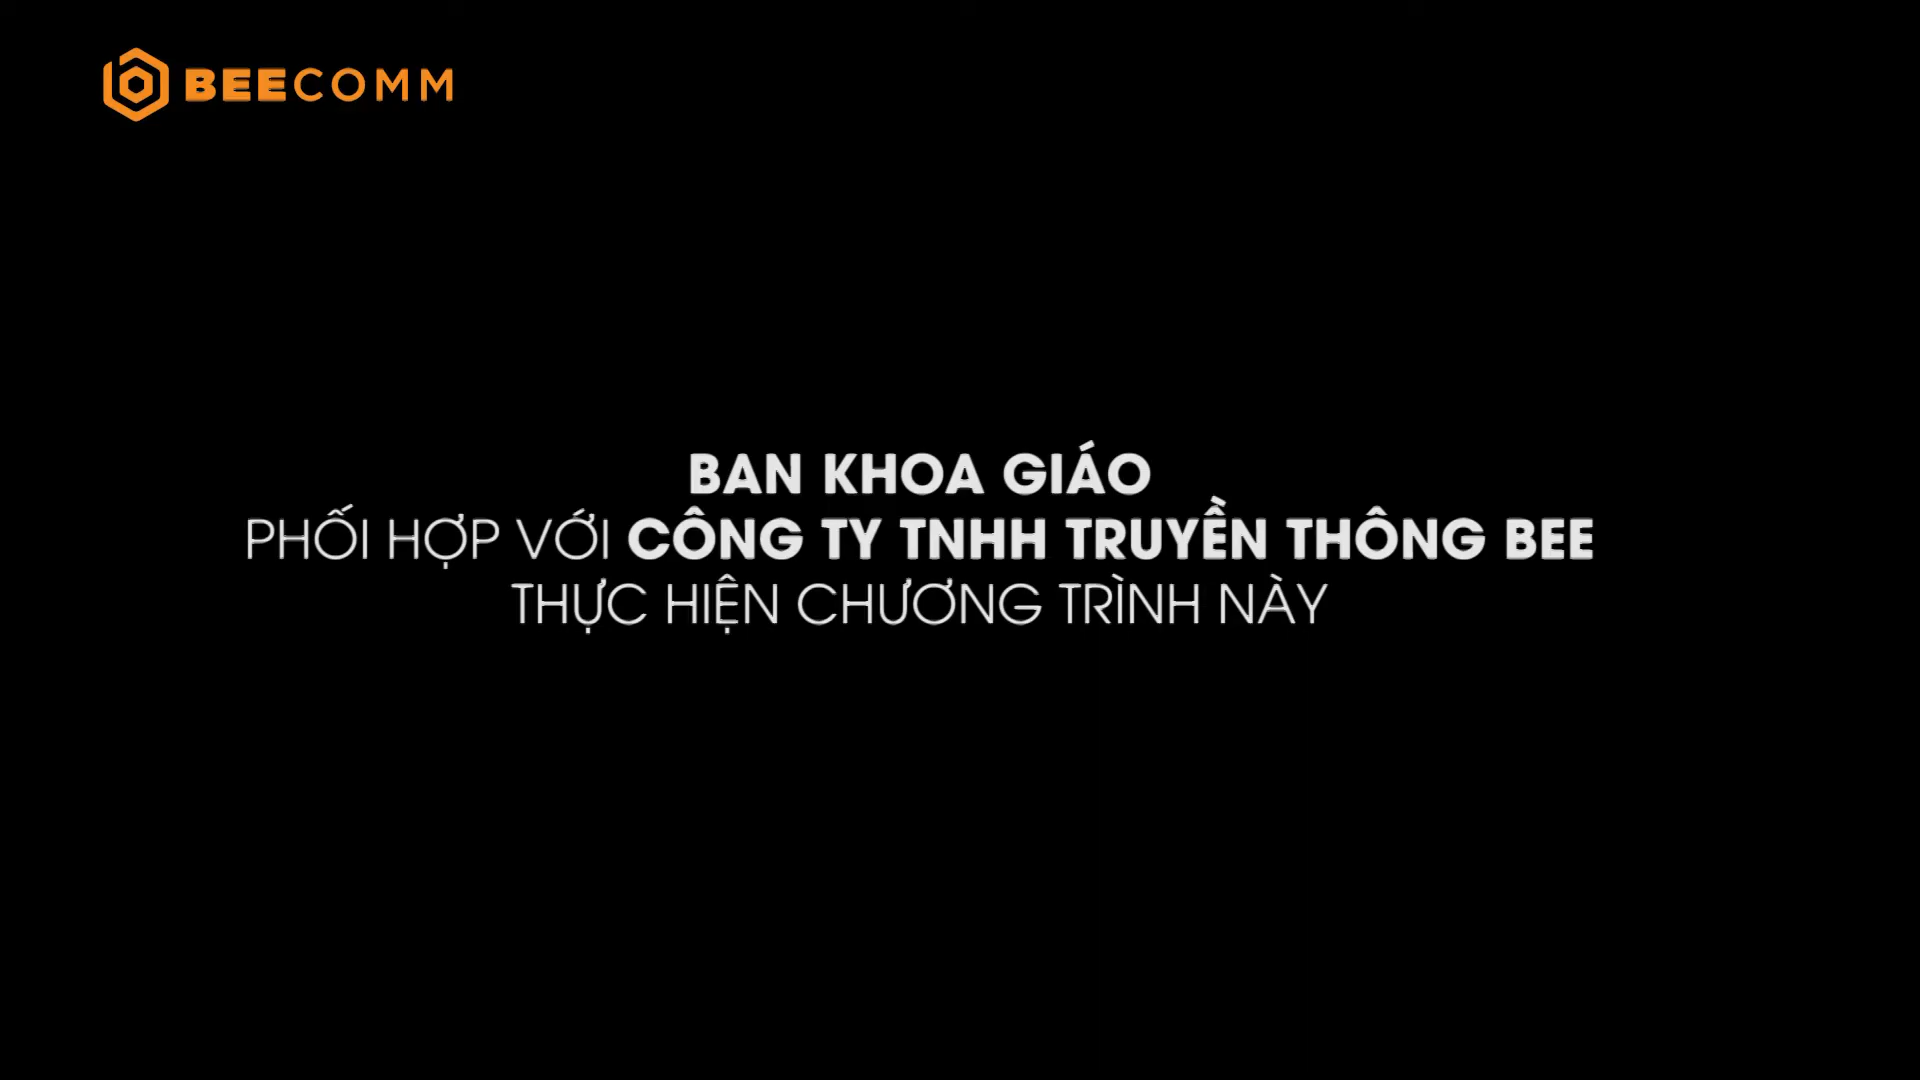 BEECOMM
BAN KHOA GIÁO
PHỐI HỢP VỚI CÔNG TY TNHH TRUYỀN THÔNG BEE
THỰC HIỆN CHƯƠNG TRÌNH NÀY